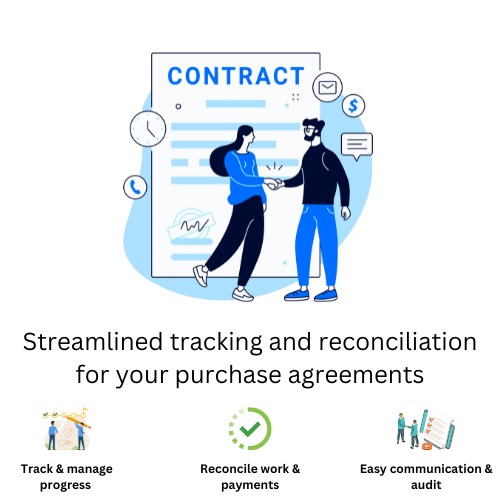 CONTRACT
$
Streamlined tracking and reconciliation
for your purchase agreements
Track & manage
progress
Reconcile work &
payments
Easy communication &
audit